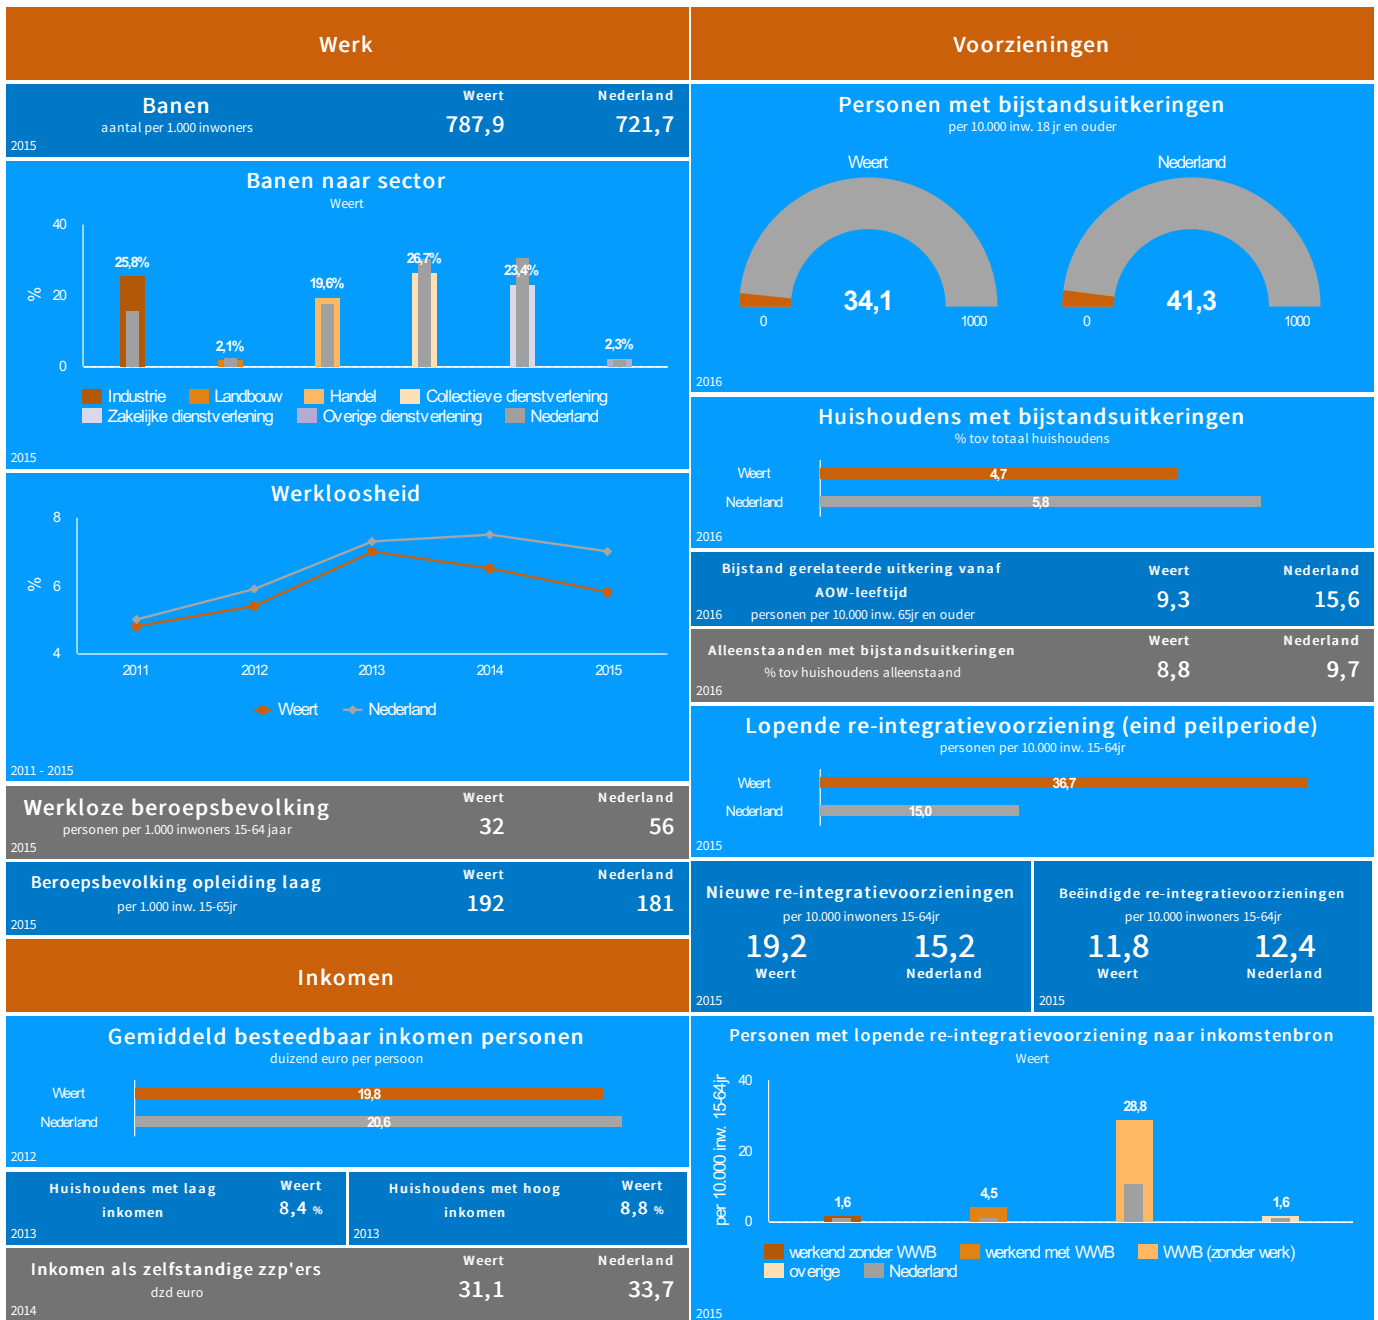 Werk
Banen
aantal per 1.000 inwoners
Weert
Nederland
787,9
721,7
2015
Banen naar sector
Weert
40
20
0
%
25,8%
2,1%
19,6%
26,7%
23,4%
2,3%
Industrie Landbouw Handel Collectieve dienstverlening
Zakelijke dienstverlening Overige dienstverlening Nederland
2015
Werkloosheid
8
6
4
%
2011 2012 2013 2014 2015
Weert Nederland
2011 - 2015
Werkloze beroepsbevolking
personen per 1.000 inwoners 15-64 jaar
Weert
Nederland
32
56
2015
Beroepsbevolking opleiding laag
per 1.000 inw. 15-65jr
Weert
Nederland
192
181
2015
Inkomen
Gemiddeld besteedbaar inkomen personen
duizend euro per persoon
Weert
19,8
Nederland
20,6
2012
Huishoudens met laag
inkomen
Weert
8,4 %
2013
Huishoudens met hoog
inkomen
Weert
8,8 %
2013
Inkomen als zelfstandige zzp'ers
dzd euro
Weert
Nederland
31,1
33,7
2014
Voorzieningen
Personen met bijstandsuitkeringen
per 10.000 inw. 18 jr en ouder
Weert
34,1
0
1000
Nederland
41,3
0
1000
2016
Huishoudens met bijstandsuitkeringen
% tov totaal huishoudens
Weert
4,7
Nederland
5,8
2016
Bijstand gerelateerde uitkering vanaf
AOW-leeftijd
personen per 10.000 inw. 65jr en ouder
Weert
Nederland
9,3
15,6
2016
Alleenstaanden met bijstandsuitkeringen
% tov huishoudens alleenstaand
Weert
Nederland
8,8
9,7
2016
Lopende re-integratievoorziening (eind peilperiode)
personen per 10.000 inw. 15-64jr
Weert
36,7
Nederland
15,0
2015
Nieuwe re-integratievoorzieningen
per 10.000 inwoners 15-64jr
19,2
15,2
Weert
Nederland
2015
Beëindigde re-integratievoorzieningen
per 10.000 inwoners 15-64jr
11,8
12,4
Weert
Nederland
2015
Personen met lopende re-integratievoorziening naar inkomstenbron
Weert
per 10.000 inw. 15-64jr
40
20
0
1,6
4,5
28,8
1,6
werkend zonder WWB werkend met WWB WWB (zonder werk)
overige Nederland
2015